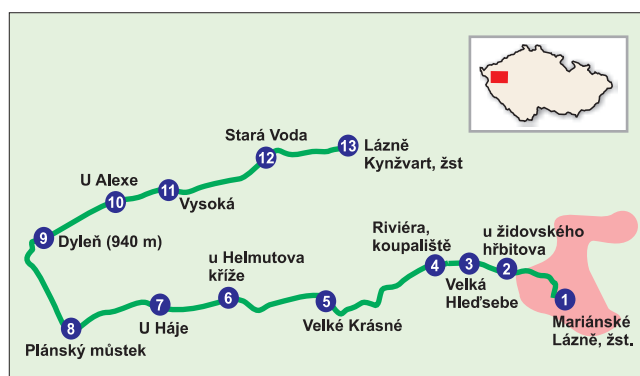 Stará Voda
13
Lázně
Kynžvart, žst
12
U Alexe
11
Vysoká
10
9
Dyleň (940 m)
Riviéra,
koupaliště
u židovského
hřbitova
4
3
2
Velká
Hleďsebe
1
Mariánské
Lázně, žst.
u Helmutova
kříže
5
Velké Krásné
6
7
U Háje
8
Plánský můstek